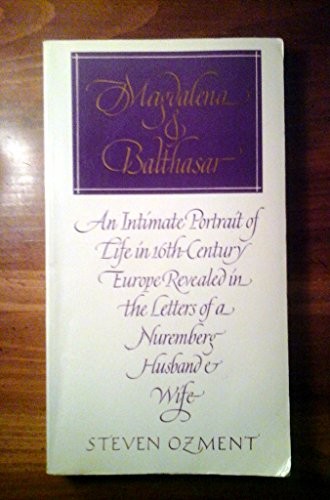 Magdalena
&
Balthasar
An Intimate Portrait of
Life in 16th-Century
Europe Revealed in
the Letters of a
Nuremberg
Husband &
Wife
STEVEN OZMENT